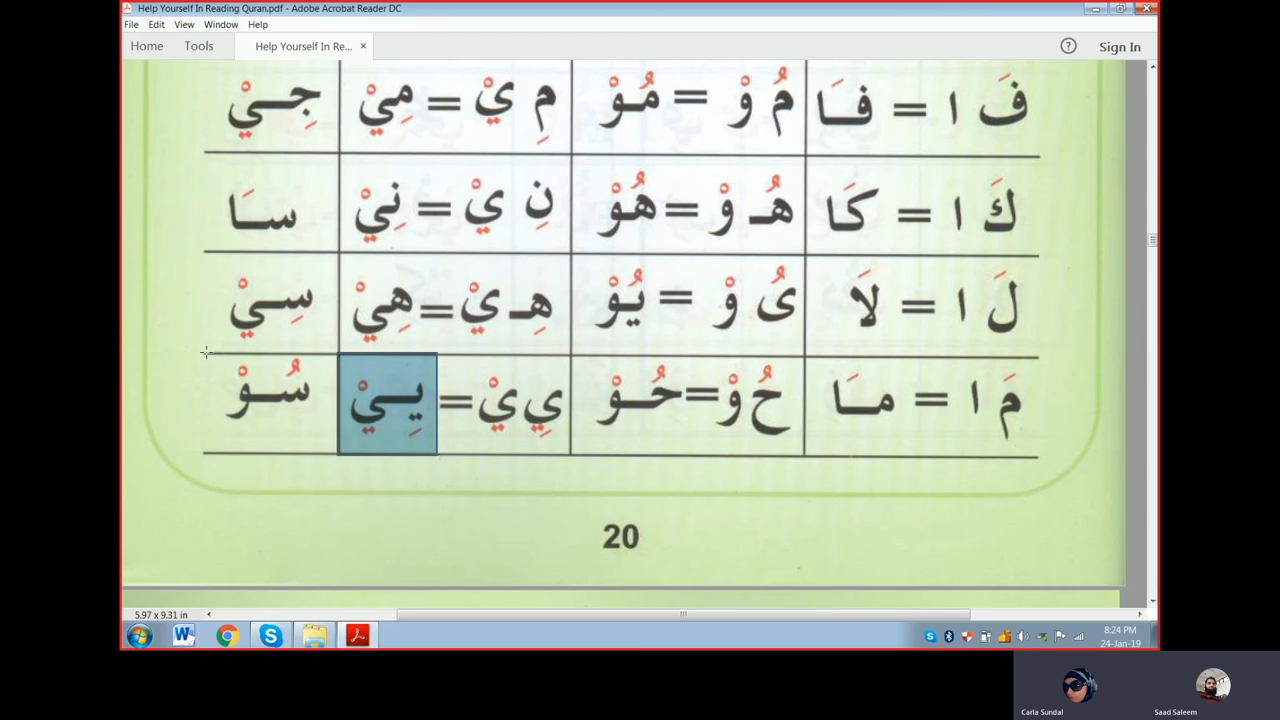 Help Yourself In Reading Quran.pdf - Adobe Acrobat Reader DC
File Edit View Window Help
Home Tools Help Yourself In Re... × ? Sign In
فَ ا = فَا مُ وْ = مُوْ مِ يْ = مِيْ جِيْ
كَ ا = كَا هُـ وْ = هُوْ نِ يْ = نِيْ سَا
لَ ا = لَا ىُ وْ = يُوْ هِـ يْ = هِيْ سِيْ
مَ ا = مَا حُ وْ = حُوْ يِ يْ = يِيْ سُوْ
20
5.97 x 9.31 in
8:24 PM
24-Jan-19
Carla Sundal Saad Saleem